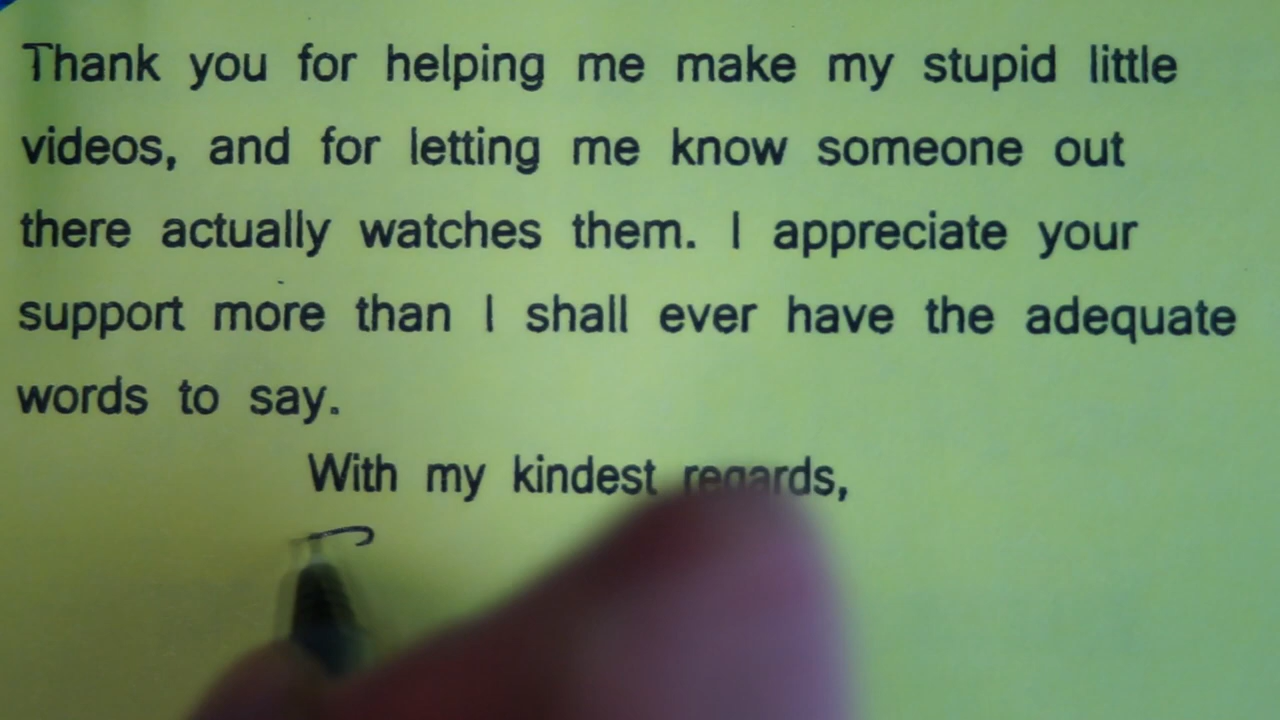 Thank you for helping me make my stupid little
videos, and for letting me know someone out
there actually watches them. I appreciate your
support more than I shall ever have the adequate
words to say.
With my kindest regards,